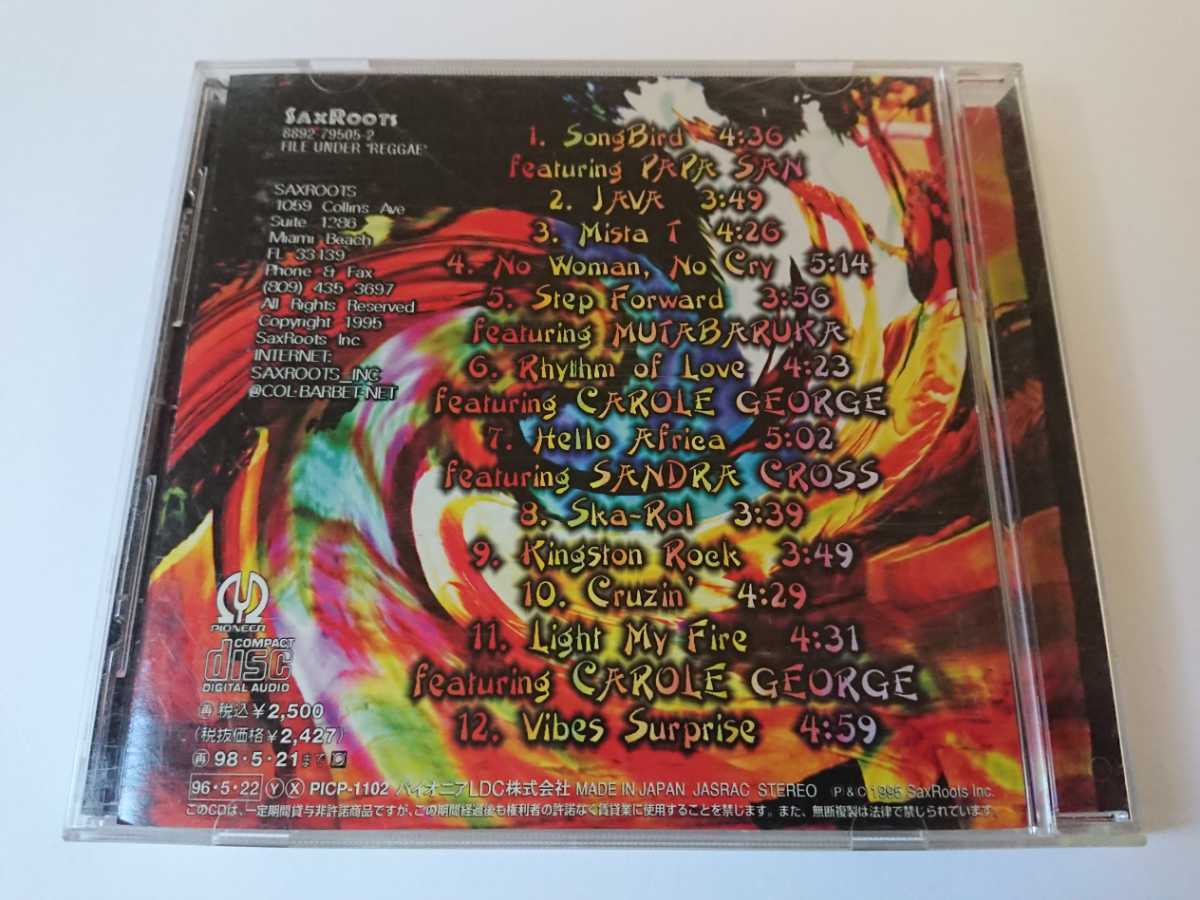 SAXROOTS
8892 79505-2
FILE UNDER "REGGAE"
SAXROOTS
1059 Collins Ave
Suite 1286
Miami Beach
FL 33139
Phone & Fax
(809) 435 3697
All Rights Reserved
Copyright 1995
SaxRoots Inc
INTERNET:
SAXROOTS_INC
@COL·BARBET·NET
1. SongBird 4:36
featuring PAPA SAN
2. JAVA 3:49
3. Mista T 4:26
4. No Woman, No Cry 5:14
5. Step Forward 3:56
featuring MUTABARUKA
6. Rhythm of Love 4:23
featuring CAROLE GEORGE
7. Hello Africa 5:02
featuring SANDRA CROSS
8. Ska-Rol 3:39
9. Kingston Rock 3:49
10. Cruzin' 4:29
11. Light My Fire 4:31
featuring CAROLE GEORGE
12. Vibes Surprise 4:59
PIONEER
COMPACT
disc
DIGITAL AUDIO
再 税込¥2,500
(税抜価格¥2,427)
再 98·5·21まで
96·5·22 Y X PICP-1102 パイオニアLDC株式会社 MADE IN JAPAN JASRAC STEREO Ⓟ & © 1995 SaxRoots Inc.
このCDは、一定期間貸与非許諾商品ですが、この期間経過後も権利者の許諾なく賃貸業に使用することを禁じます。また、無断複製は法律で禁じられています。